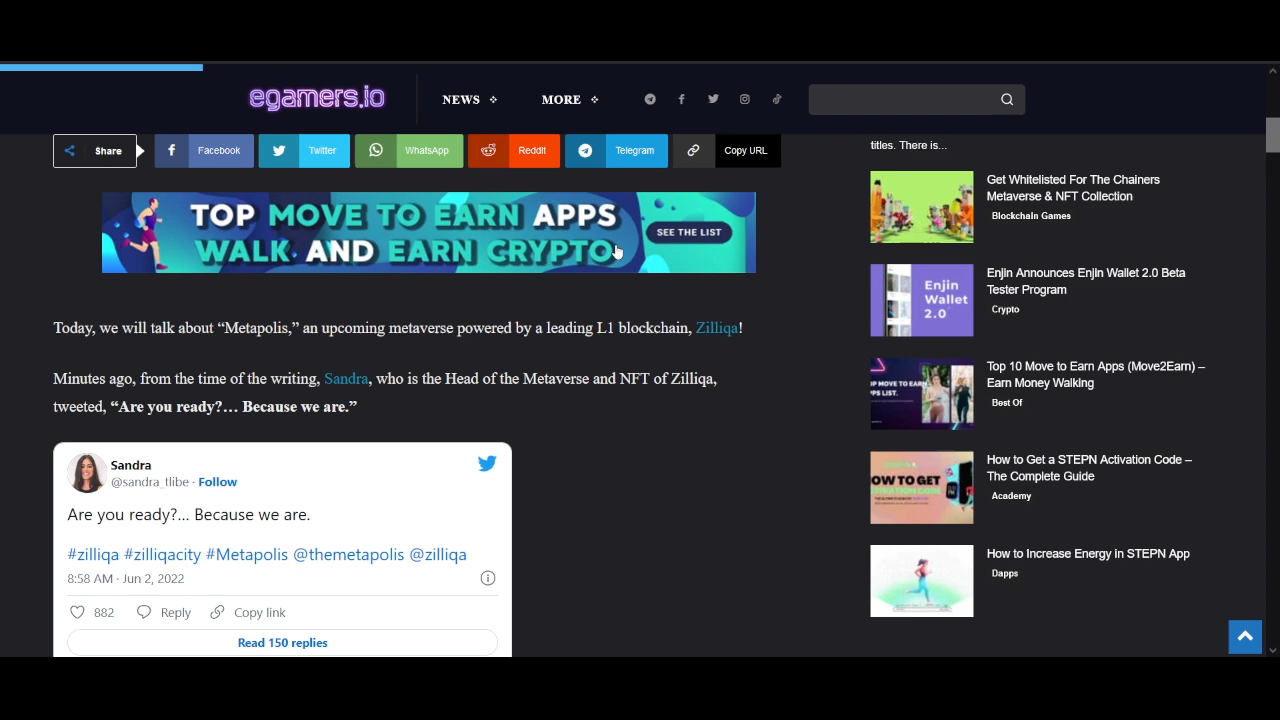 egamers.io
NEWS
MORE
Share
Facebook
Twitter
WhatsApp
Reddit
Telegram
Copy URL
TOP MOVE TO EARN APPS
WALK AND EARN CRYPTO
SEE THE LIST
Today, we will talk about “Metapolis,” an upcoming metaverse powered by a leading L1 blockchain, Zilliqa!
Minutes ago, from the time of the writing, Sandra, who is the Head of the Metaverse and NFT of Zilliqa,
tweeted, “Are you ready?… Because we are.”
Sandra
@sandra_tlibe · Follow
Are you ready?... Because we are.
#zilliqa #zilliqacity #Metapolis @themetapolis @zilliqa
8:58 AM · Jun 2, 2022
882 Reply Copy link
Read 150 replies
titles. There is...
Get Whitelisted For The Chainers
Metaverse & NFT Collection
Blockchain Games
Enjin
Wallet
2.0
Enjin Announces Enjin Wallet 2.0 Beta
Tester Program
Crypto
Top 10 Move to Earn Apps (Move2Earn) –
Earn Money Walking
Best Of
OW TO GET
How to Get a STEPN Activation Code –
The Complete Guide
Academy
How to Increase Energy in STEPN App
Dapps